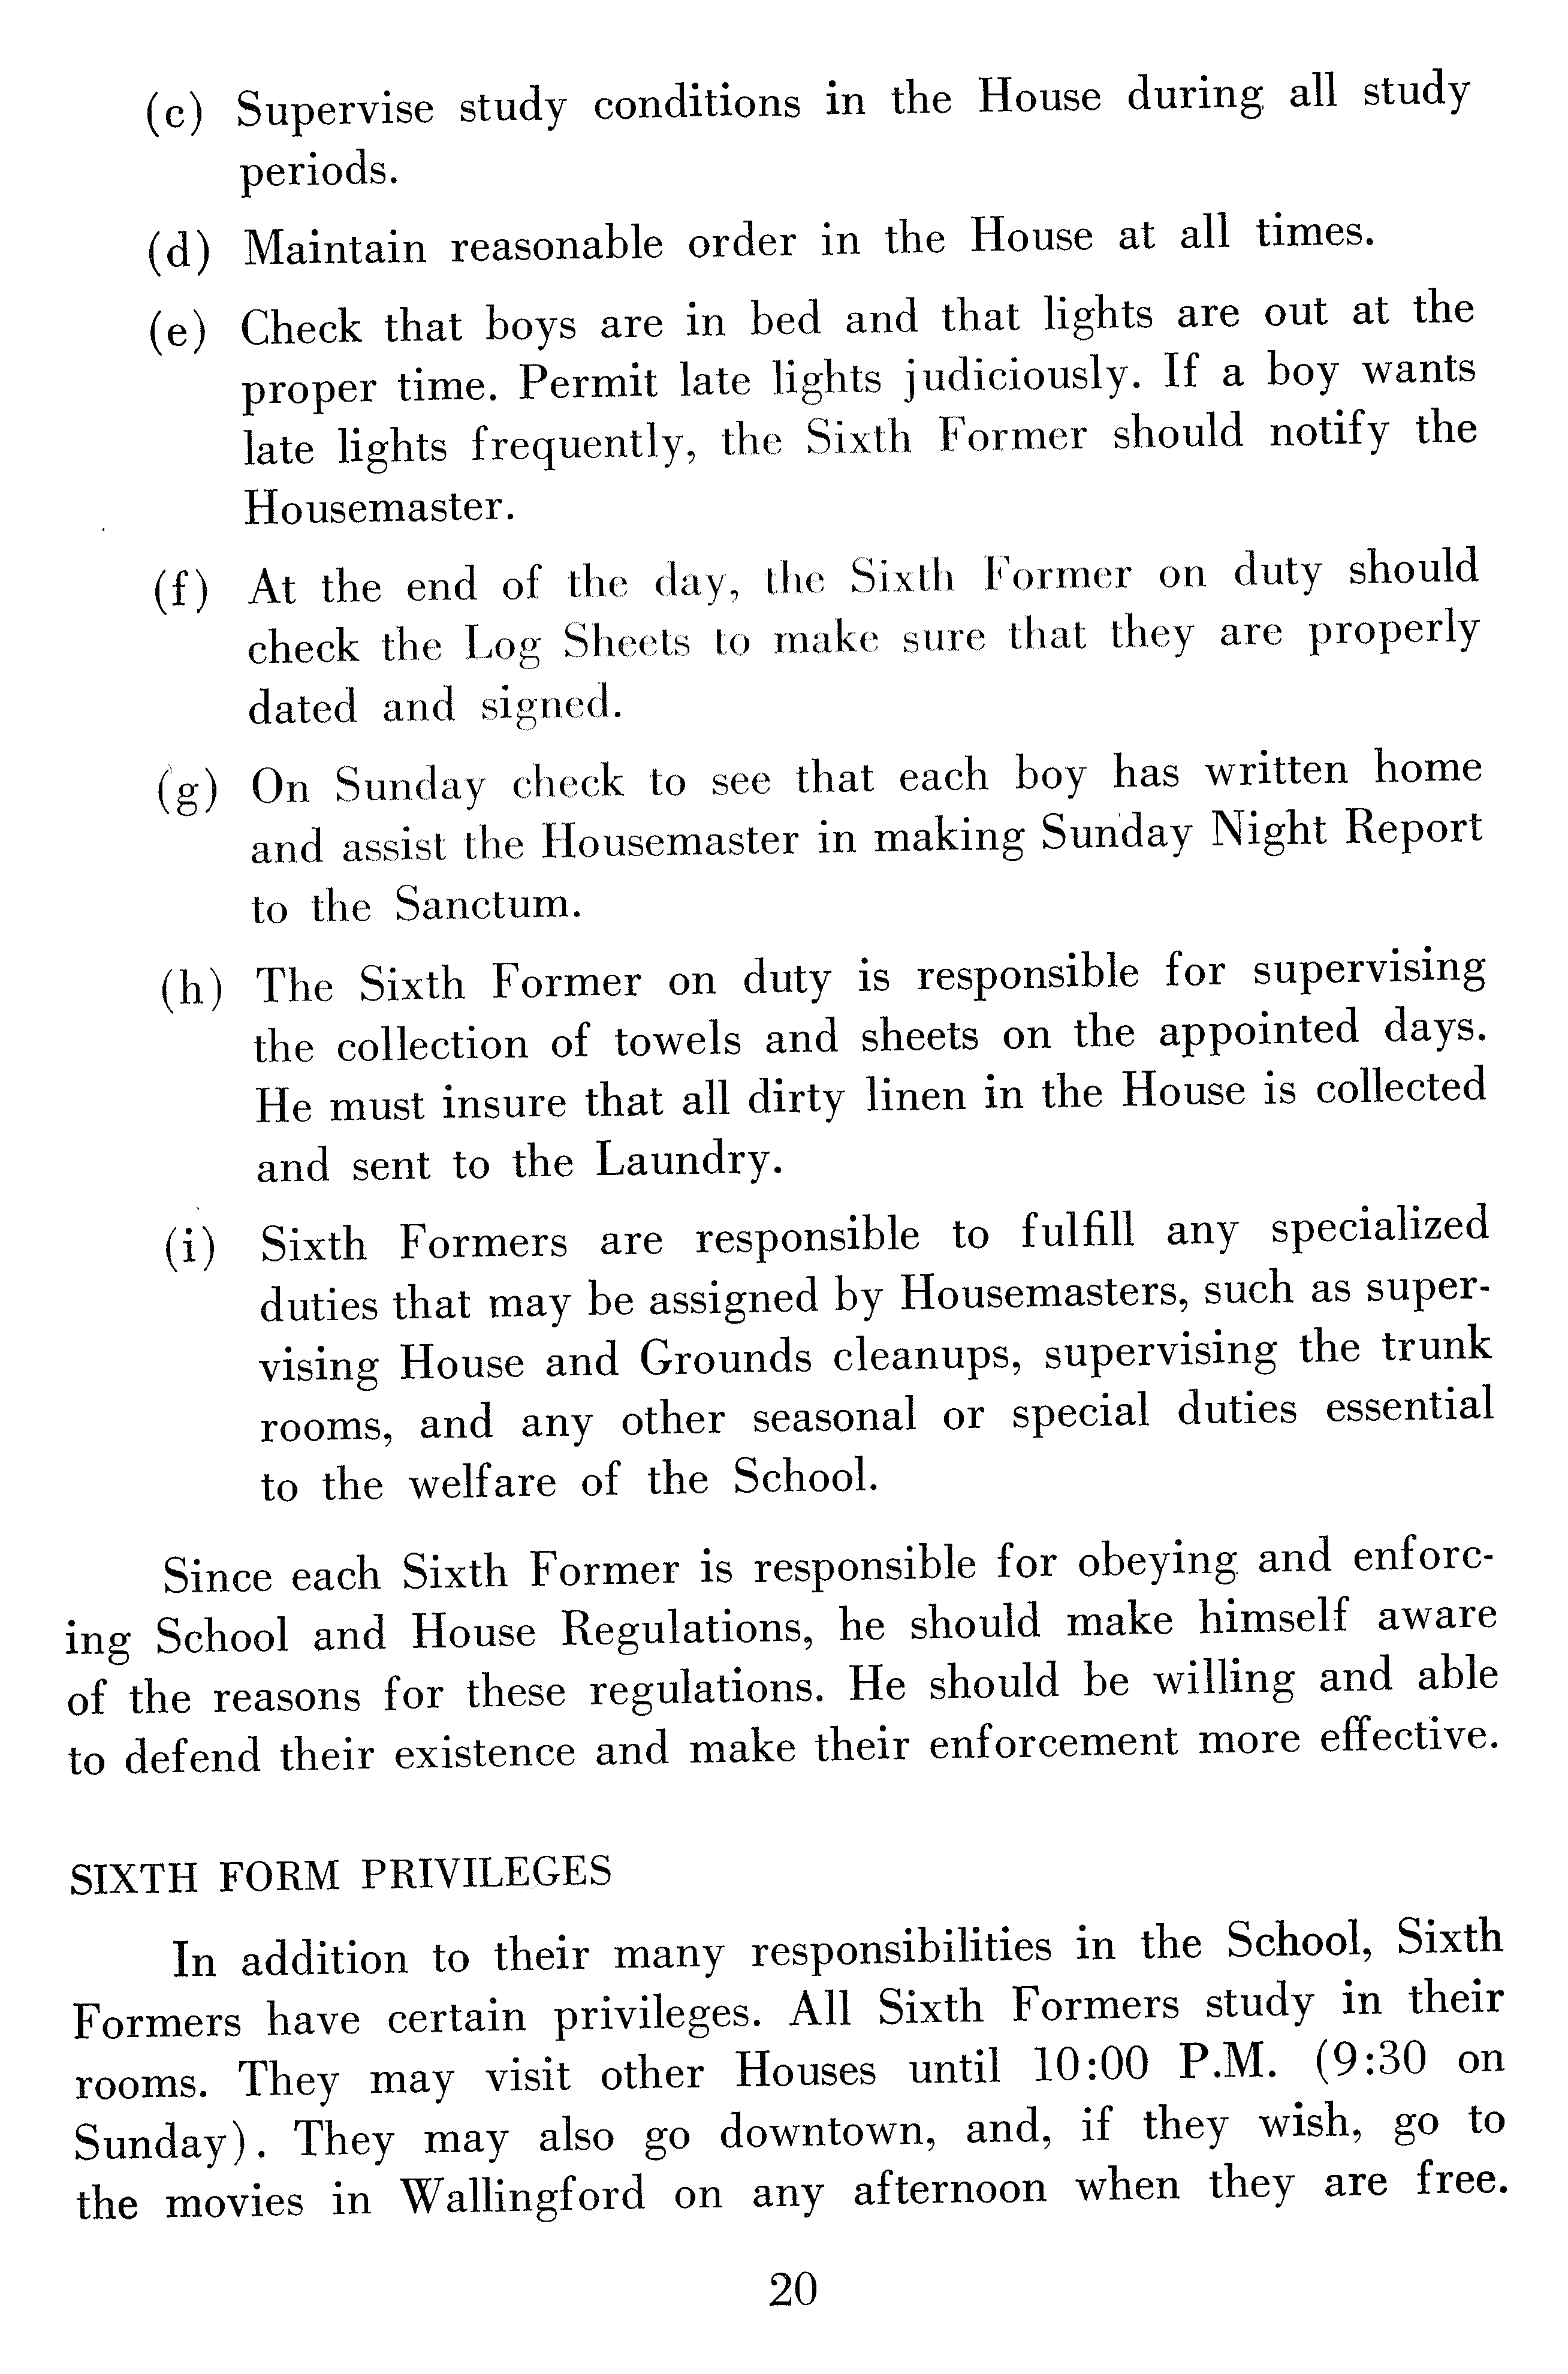 (c) Supervise study conditions in the House during all study
periods.
(d) Maintain reasonable order in the House at all times.
(e) Check that boys are in bed and that lights are out at the
proper time. Permit late lights judiciously. If a boy wants
late lights frequently, the Sixth Former should notify the
Housemaster.
(f) At the end of the day, the Sixth Former on duty should
check the Log Sheets to make sure that they are properly
dated and signed.
(g) On Sunday check to see that each boy has written home
and assist the Housemaster in making Sunday Night Report
to the Sanctum.
(h) The Sixth Former on duty is responsible for supervising
the collection of towels and sheets on the appointed days.
He must insure that all dirty linen in the House is collected
and sent to the Laundry.
(i) Sixth Formers are responsible to fulfill any specialized
duties that may be assigned by Housemasters, such as super-
vising House and Grounds cleanups, supervising the trunk
rooms, and any other seasonal or special duties essential
to the welfare of the School.
Since each Sixth Former is responsible for obeying and enforc-
ing School and House Regulations, he should make himself aware
of the reasons for these regulations. He should be willing and able
to defend their existence and make their enforcement more effective.
SIXTH FORM PRIVILEGES
In addition to their many responsibilities in the School, Sixth
Formers have certain privileges. All Sixth Formers study in their
rooms. They may visit other Houses until 10:00 P.M. (9:30 on
Sunday). They may also go downtown, and, if they wish, go to
the movies in Wallingford on any afternoon when they are free.
20